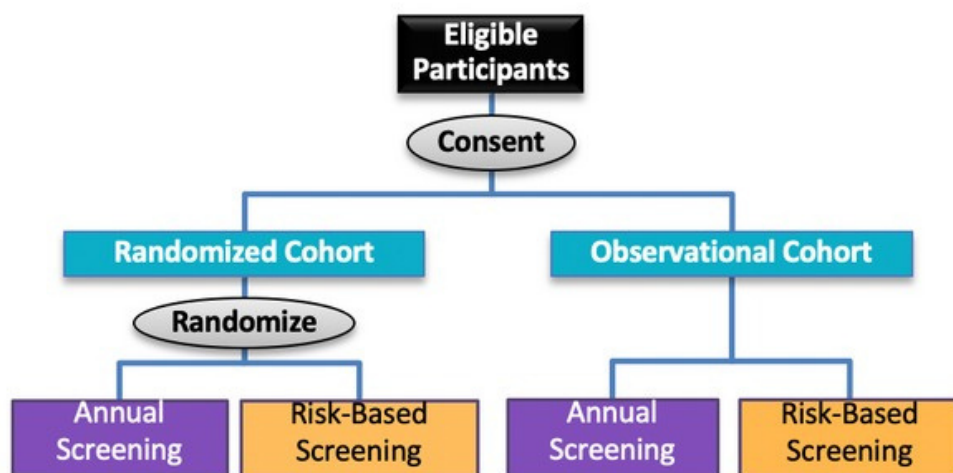 Eligible
Participants
Consent
Randomized Cohort
Observational Cohort
Randomize
Annual
Screening
Risk-Based
Screening
Annual
Screening
Risk-Based
Screening